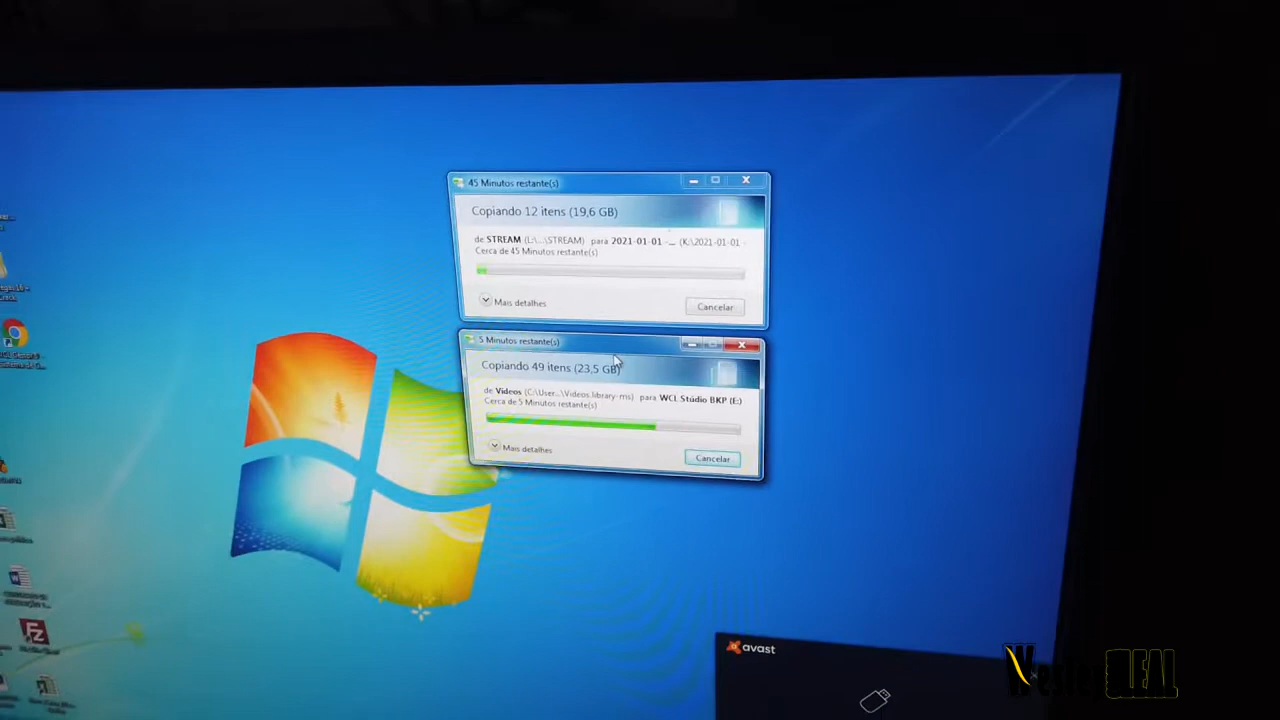 45 Minutos restante(s)
Copiando 12 itens (19,6 GB)
de STREAM (L:\...\STREAM) para 2021-01-01 -... (K:\2021-01-01 -
Cerca de 45 Minutos restante(s)
Mais detalhes
Cancelar
5 Minutos restante(s)
Copiando 49 itens (23,5 GB)
de Vídeos (C:\User...\Videos.library-ms) para WCL Stúdio BKP (E:)
Cerca de 5 Minutos restante(s)
Mais detalhes
Cancelar
avast